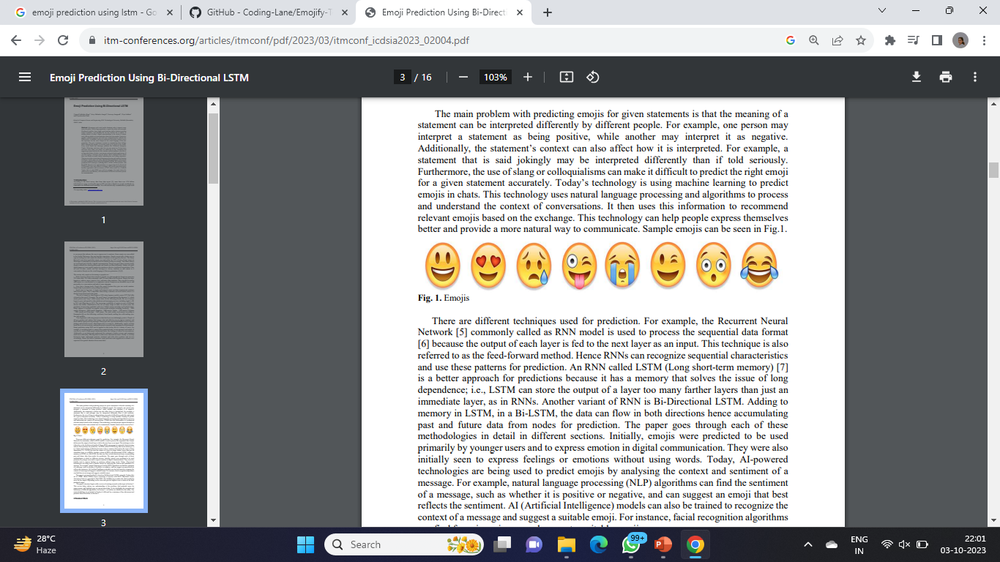 emoji prediction using lstm - Go
GitHub - Coding-Lane/Emojify-T
Emoji Prediction Using Bi-Direct
itm-conferences.org/articles/itmconf/pdf/2023/03/itmconf_icdsia2023_02004.pdf
Emoji Prediction Using Bi-Directional LSTM
3 / 16
103%
Emoji Prediction Using Bi-Directional LSTM
1
2
3
The main problem with predicting emojis for given statements is that the meaning of a
statement can be interpreted differently by different people. For example, one person may
interpret a statement as being positive, while another may interpret it as negative.
Additionally, the statement's context can also affect how it is interpreted. For example, a
statement that is said jokingly may be interpreted differently than if told seriously.
Furthermore, the use of slang or colloquialisms can make it difficult to predict the right emoji
for a given statement accurately. Today's technology is using machine learning to predict
emojis in chats. This technology uses natural language processing and algorithms to process
and understand the context of conversations. It then uses this information to recommend
relevant emojis based on the exchange. This technology can help people express themselves
better and provide a more natural way to communicate. Sample emojis can be seen in Fig.1.
Fig. 1. Emojis
There are different techniques used for prediction. For example, the Recurrent Neural
Network [5] commonly called as RNN model is used to process the sequential data format
[6] because the output of each layer is fed to the next layer as an input. This technique is also
referred to as the feed-forward method. Hence RNNs can recognize sequential characteristics
and use these patterns for prediction. An RNN called LSTM (Long short-term memory) [7]
is a better approach for predictions because it has a memory that solves the issue of long
dependence; i.e., LSTM can store the output of a layer too many farther layers than just an
immediate layer, as in RNNs. Another variant of RNN is Bi-Directional LSTM. Adding to
memory in LSTM, in a Bi-LSTM, the data can flow in both directions hence accumulating
past and future data from nodes for prediction. The paper goes through each of these
methodologies in detail in different sections. Initially, emojis were predicted to be used
primarily by younger users and to express emotion in digital communication. They were also
initially seen to express feelings or emotions without using words. Today, AI-powered
technologies are being used to predict emojis by analysing the context and sentiment of a
message. For example, natural language processing (NLP) algorithms can find the sentiment
of a message, such as whether it is positive or negative, and can suggest an emoji that best
reflects the sentiment. AI (Artificial Intelligence) models can also be trained to recognize the
context of a message and suggest a suitable emoji. For instance, facial recognition algorithms
28°C
Haze
Search
99+
ENG
IN
22:01
03-10-2023